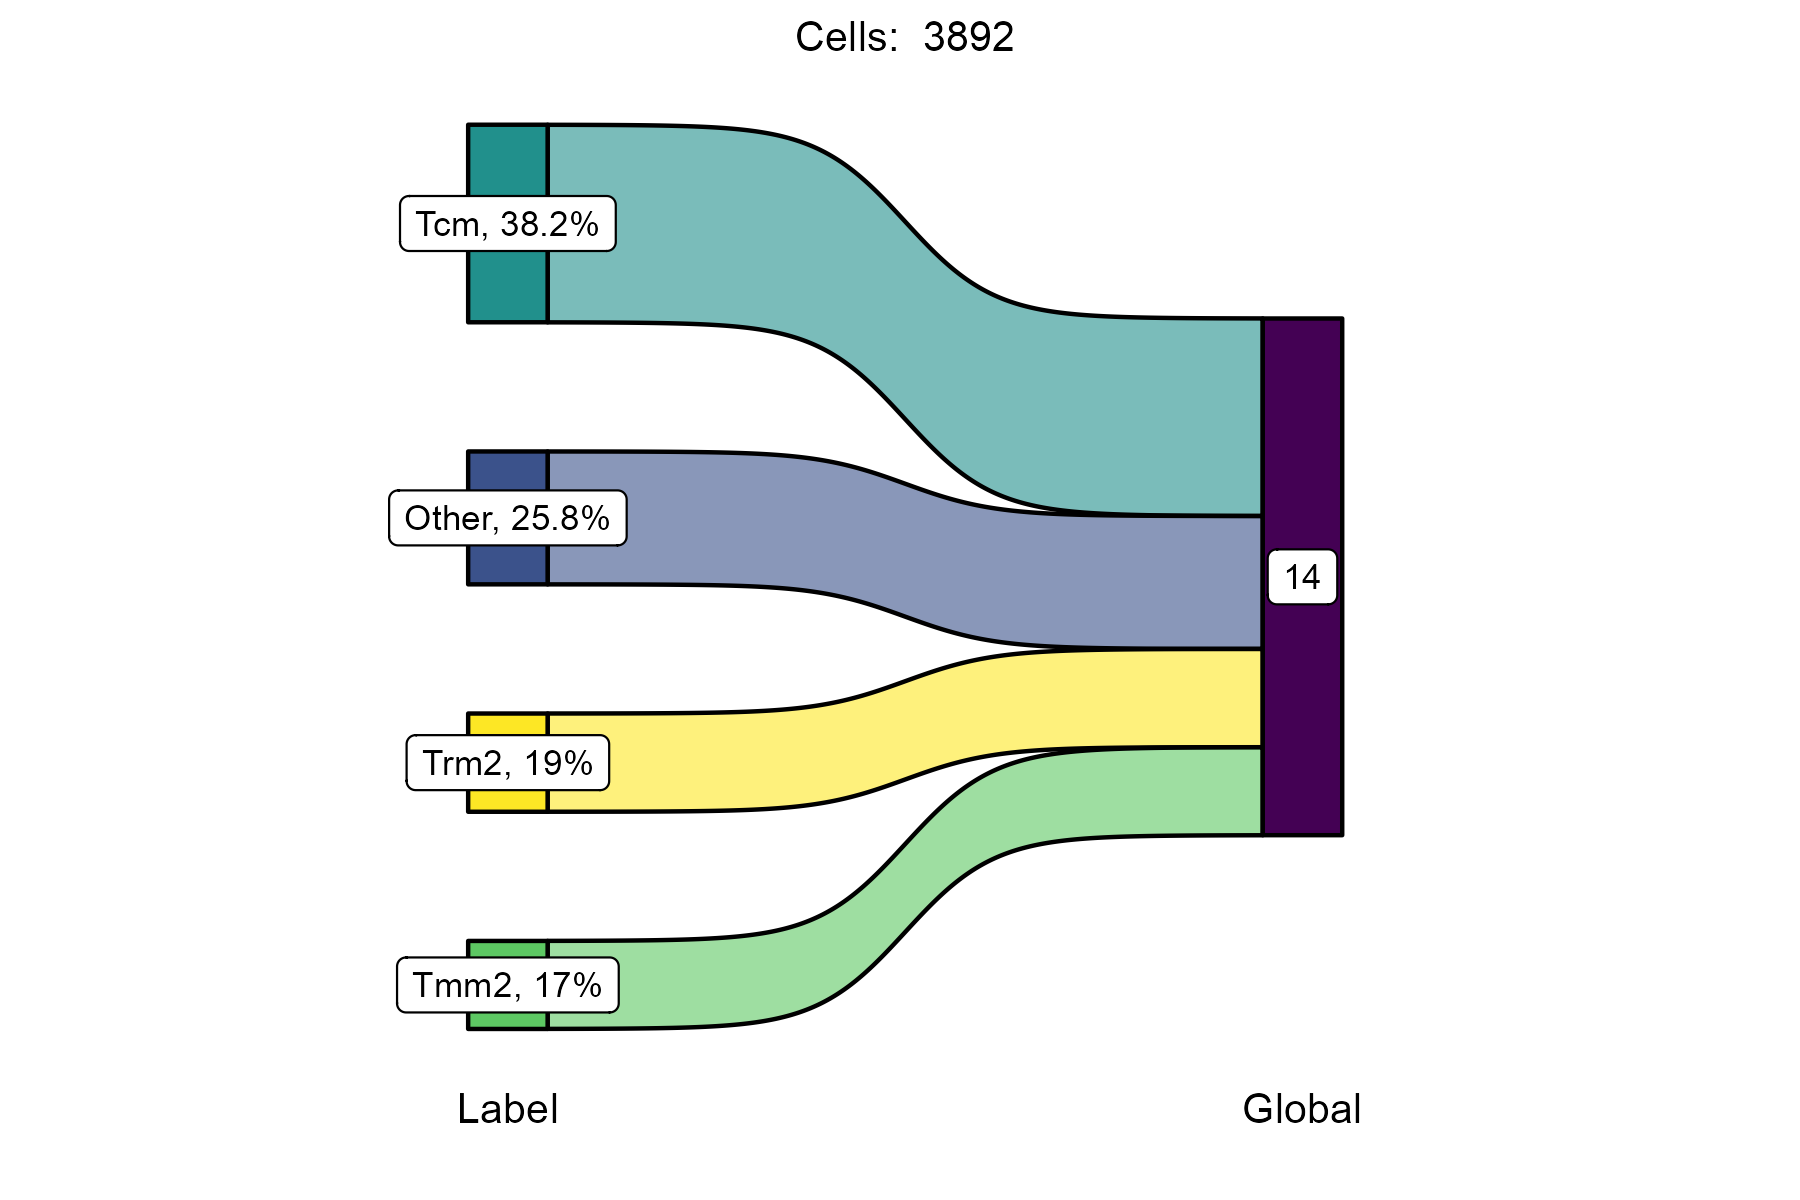 Cells:  3892
Tcm, 38.2%
Other, 25.8%
14
Trm2, 19%
Tmm2, 17%
Label
Global